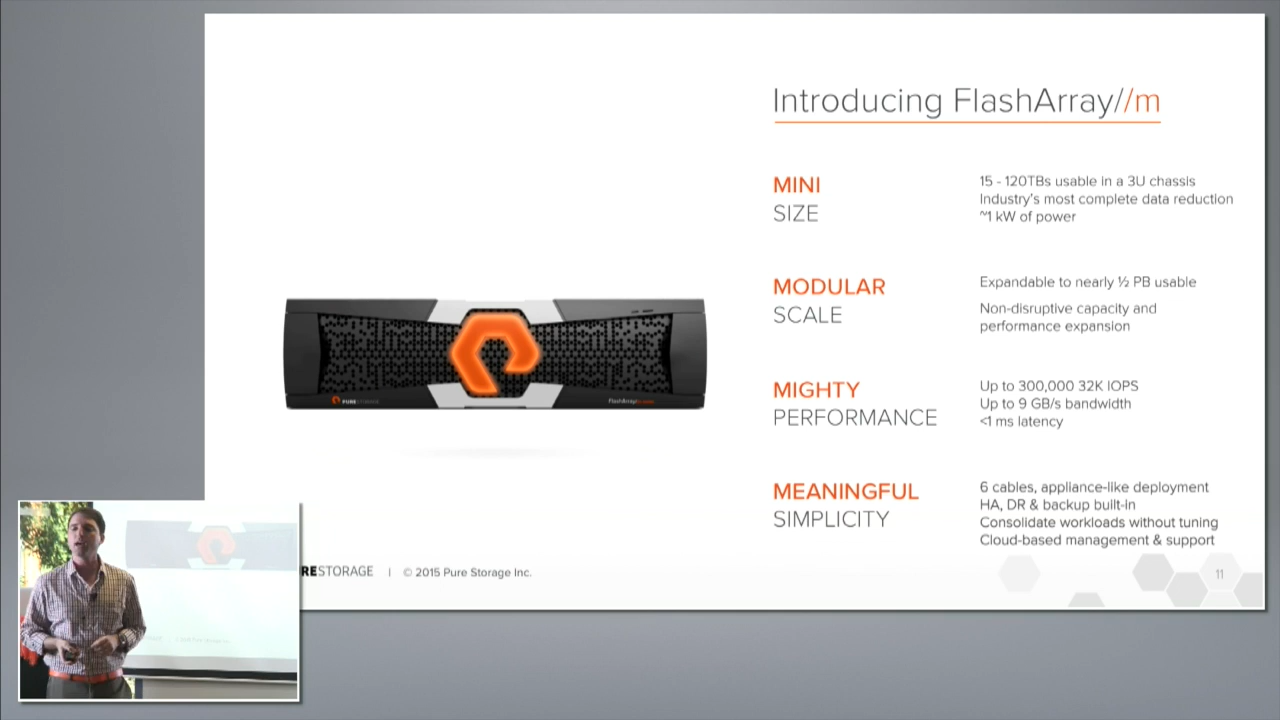 Introducing FlashArray//m
MINI
SIZE
15 - 120TBs usable in a 3U chassis
Industry's most complete data reduction
~1 kW of power
MODULAR
SCALE
Expandable to nearly ½ PB usable
Non-disruptive capacity and
performance expansion
MIGHTY
PERFORMANCE
Up to 300,000 32K IOPS
Up to 9 GB/s bandwidth
<1 ms latency
MEANINGFUL
SIMPLICITY
6 cables, appliance-like deployment
HA, DR & backup built-in
Consolidate workloads without tuning
Cloud-based management & support
PURESTORAGE
FlashArray//m
RESTORAGE | © 2015 Pure Storage Inc.
11